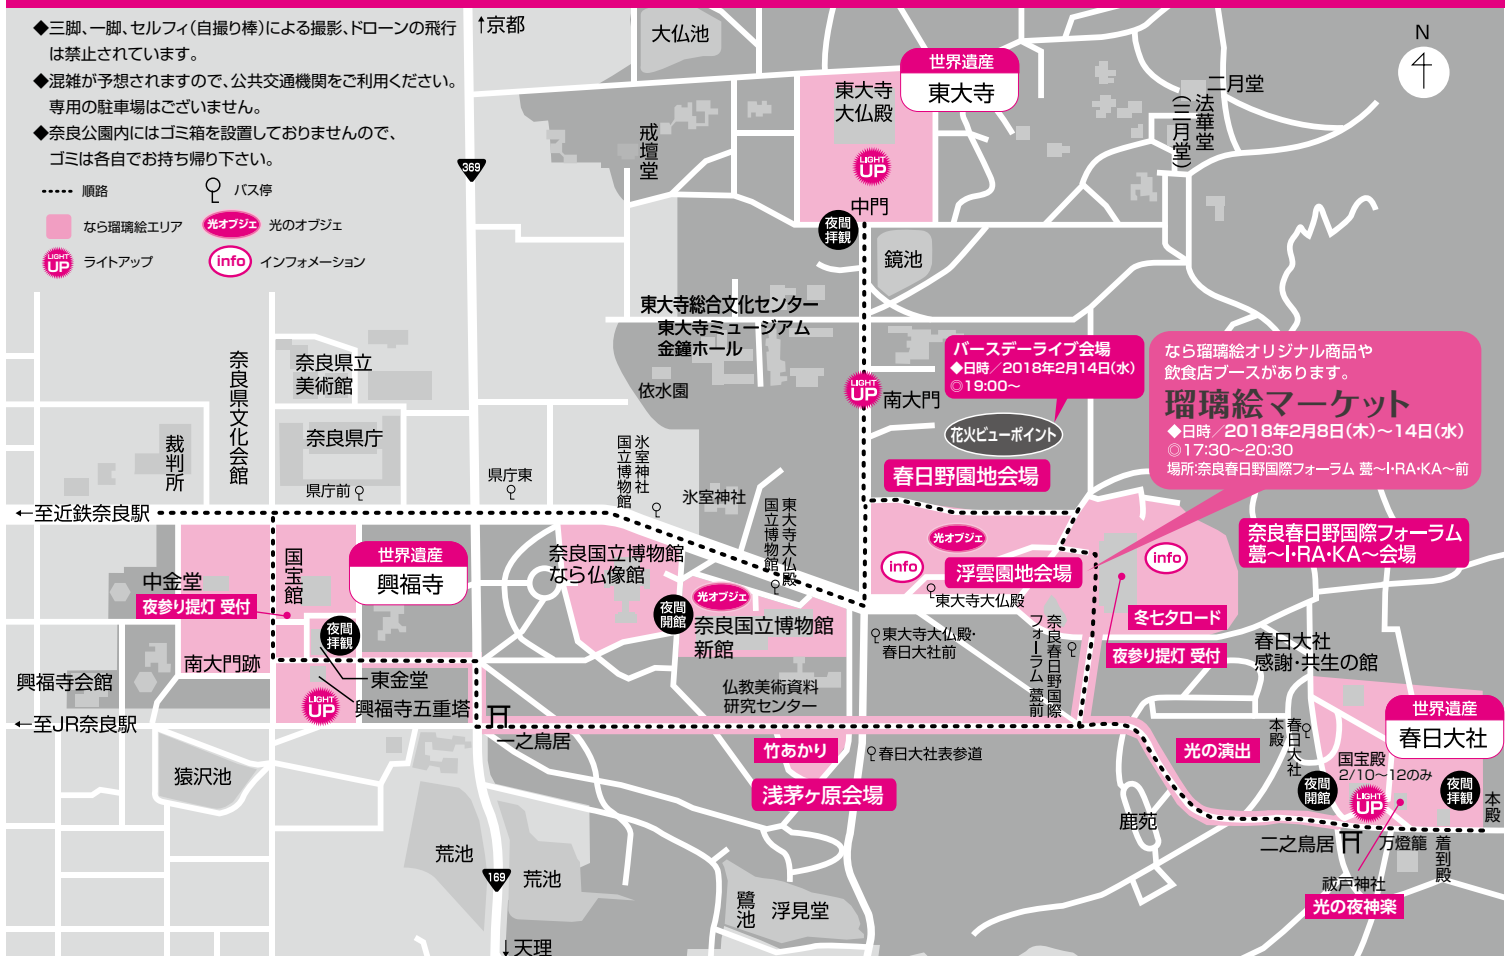 ◆三脚、一脚、セルフィ(自撮り棒)による撮影、ドローンの飛行
は禁止されています。
◆混雑が予想されますので、公共交通機関をご利用ください。
専用の駐車場はございません。
◆奈良公園内にはゴミ箱を設置しておりませんので、
ゴミは各自でお持ち帰り下さい。
順路
バス停
なら瑠璃絵エリア
光オブジェ
光のオブジェ
LIGHT
UP
ライトアップ
info
インフォメーション
↑京都
369
大仏池
世界遺産
東大寺
東大寺
大仏殿
LIGHT
UP
中門
夜間
拝観
鏡池
戒壇堂
二月堂
法華堂
(三月堂)
N
東大寺総合文化センター
東大寺ミュージアム
金鐘ホール
依水園
LIGHT
UP
南大門
バースデーライブ会場
◆日時/2018年2月14日(水)
◎19:00~
花火ビューポイント
春日野園地会場
なら瑠璃絵オリジナル商品や
飲食店ブースがあります。
瑠璃絵マーケット
◆日時/2018年2月8日(木)~14日(水)
◎17:30~20:30
場所:奈良春日野国際フォーラム 甍~I・RA・KA~前
奈良春日野国際フォーラム
甍~I・RA・KA~会場
奈良県文化会館
奈良県立
美術館
裁判所
奈良県庁
県庁前
県庁東
氷室神社
国立博物館
氷室神社
東大寺大仏殿
国立博物館
←至近鉄奈良駅
国宝館
世界遺産
興福寺
中金堂
夜参り提灯 受付
夜間
拝観
南大門跡
東金堂
興福寺五重塔
LIGHT
UP
興福寺会館
←至JR奈良駅
猿沢池
一之鳥居
奈良国立博物館
なら仏像館
夜間
開館
光オブジェ
奈良国立博物館
新館
仏教美術資料
研究センター
光オブジェ
info
浮雲園地会場
東大寺大仏殿
東大寺大仏殿・
春日大社前
奈良春日野国際
フォーラム 甍前
info
冬七夕ロード
夜参り提灯 受付
春日大社
感謝・共生の館
竹あかり
浅茅ヶ原会場
春日大社表参道
光の演出
春日大社
本殿
世界遺産
春日大社
国宝殿
2/10~12のみ
夜間
開館
LIGHT
UP
夜間
拝観
本殿
鹿苑
二之鳥居
万燈籠
着到殿
祓戸神社
光の夜神楽
荒池
169
荒池
鷺池
浮見堂
↓天理